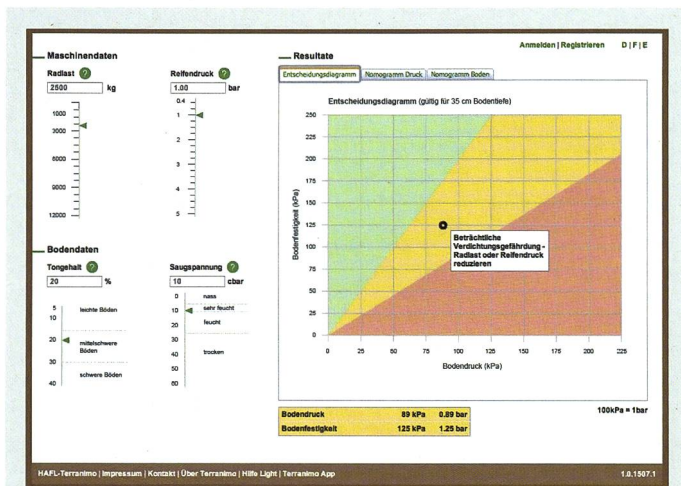 Anmelden | Registrieren D | F | E
Maschinendaten
Radlast ?
2500 kg
Reifendruck ?
1.00 bar
1000
3000
6000
9000
12000
0.4
1
2
3
4
5
Bodendaten
Tongehalt ?
20 %
Saugspannung ?
10 cbar
5
10
20
30
40
leichte Böden
mittelschwere
Böden
schwere Böden
0 nass
10 sehr feucht
20 feucht
30
40 trocken
50
60
Resultate
Entscheidungsdiagramm Nomogramm Druck Nomogramm Boden
Entscheidungsdiagramm (gültig für 35 cm Bodentiefe)
Bodenfestigkeit (kPa)
250
225
200
175
150
125
100
75
50
25
0
Beträchtliche
Verdichtungsgefährdung -
Radlast oder Reifendruck
reduzieren
0 25 50 75 100 125 150 175 200 225
Bodendruck (kPa)
Bodendruck 89 kPa 0.89 bar
Bodenfestigkeit 125 kPa 1.25 bar
100kPa = 1bar
HAFL-Terranimo | Impressum | Kontakt | Über Terranimo | Hilfe Light | Terranimo App
1.0.1507.1